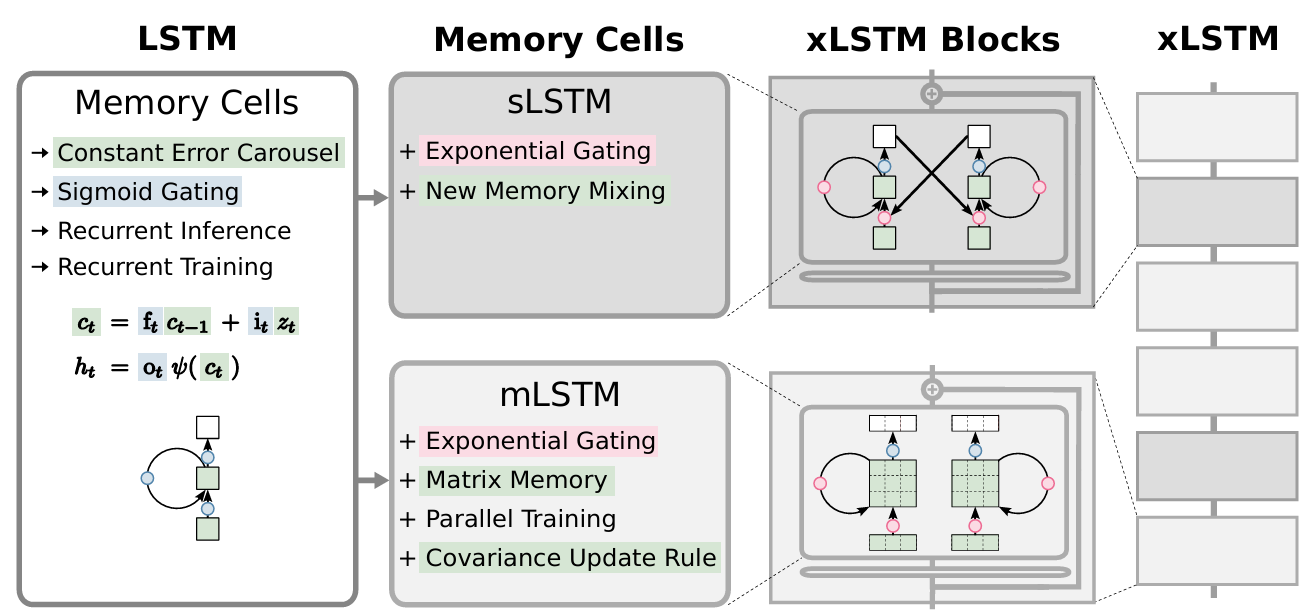 LSTM
Memory Cells
→ Constant Error Carousel
→ Sigmoid Gating
→ Recurrent Inference
→ Recurrent Training
c_t = f_t c_{t−1} + i_t z_t
h_t = o_t ψ( c_t )
Memory Cells
sLSTM
+ Exponential Gating
+ New Memory Mixing
mLSTM
+ Exponential Gating
+ Matrix Memory
+ Parallel Training
+ Covariance Update Rule
xLSTM Blocks
xLSTM